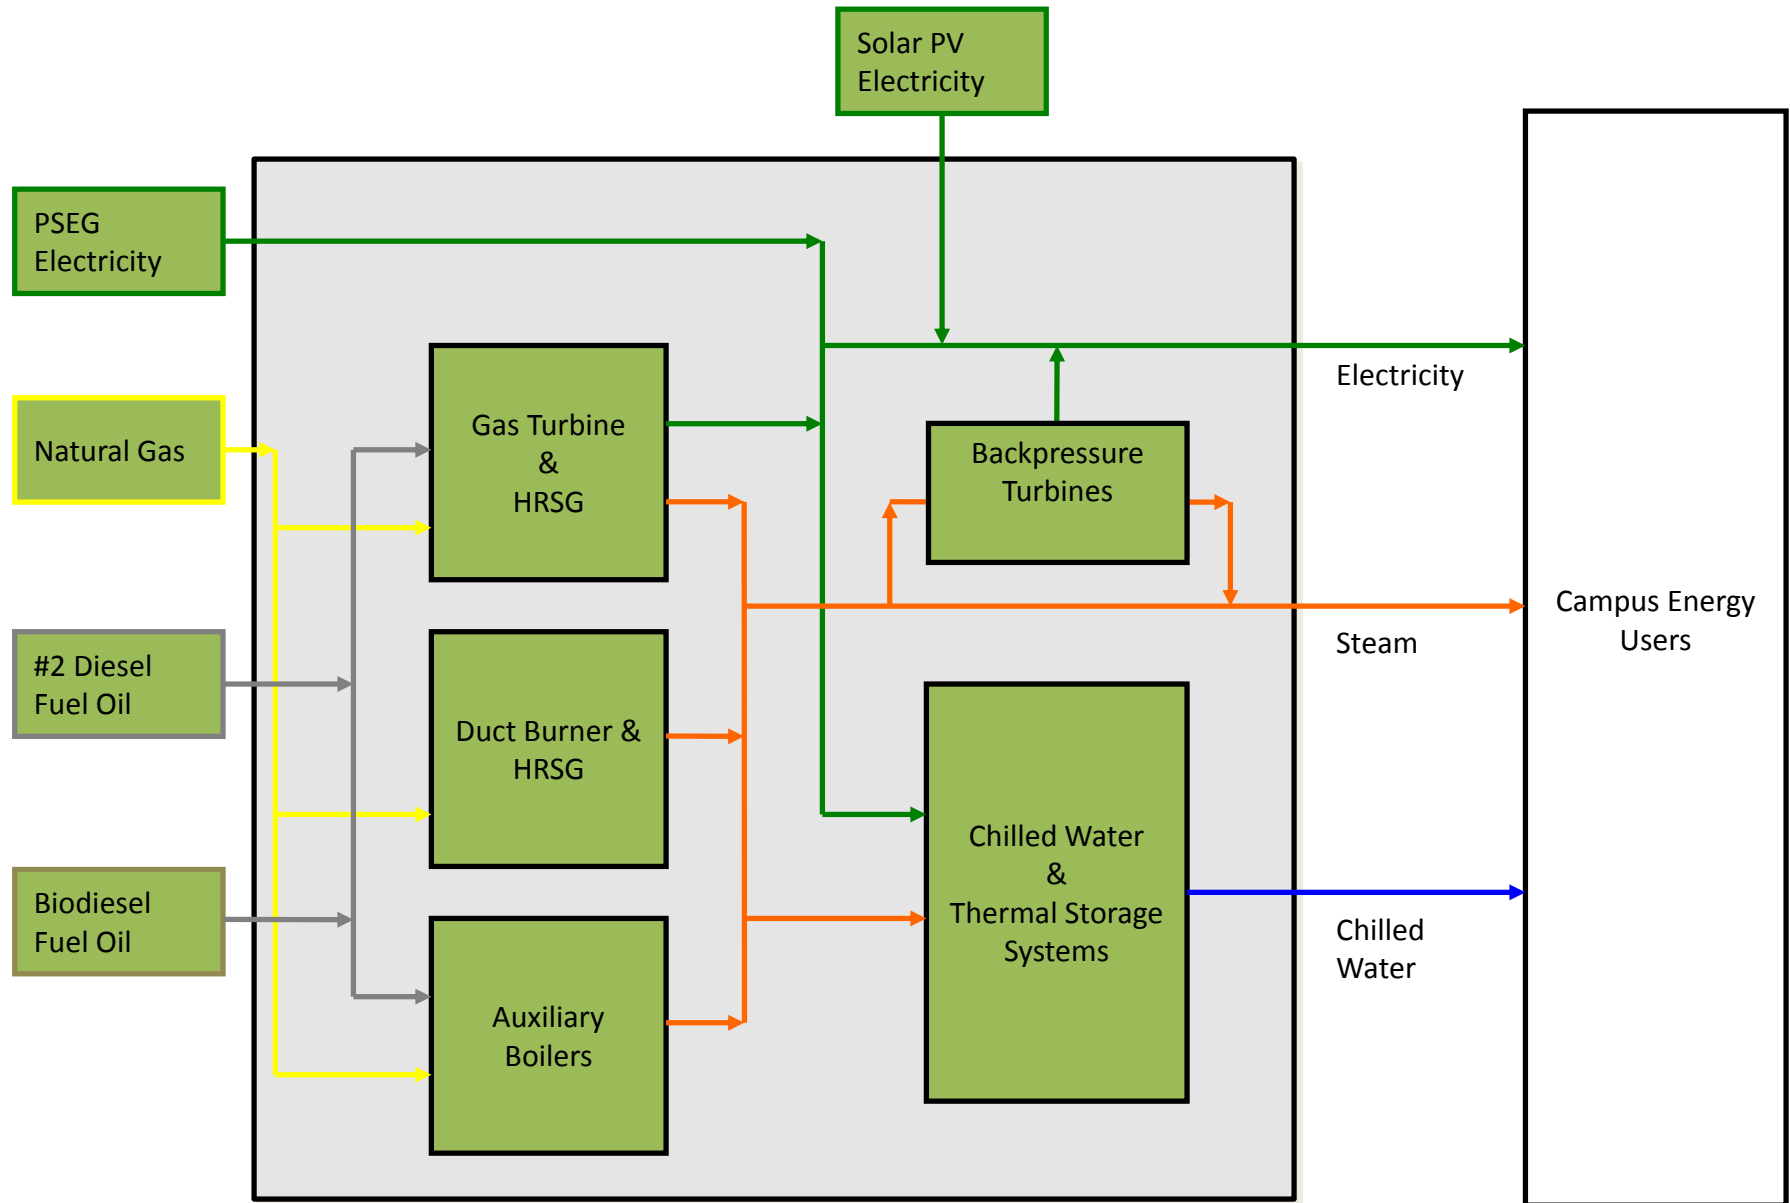 Solar PV
Electricity
PSEG
Electricity
Natural Gas
#2 Diesel
Fuel Oil
Biodiesel
Fuel Oil
Gas Turbine
&
HRSG
Duct Burner &
HRSG
Auxiliary
Boilers
Backpressure
Turbines
Chilled Water
&
Thermal Storage
Systems
Electricity
Steam
Chilled
Water
Campus Energy
Users